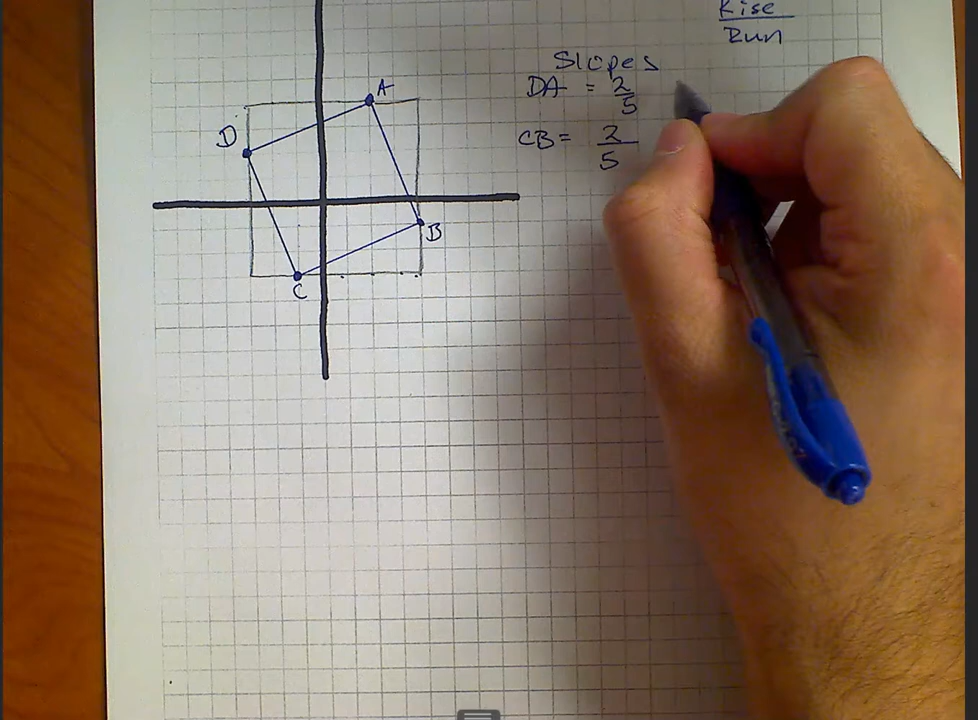 Rise
Run
Slopes
DA = 2/5
CB = 2/5
A
D
B
C